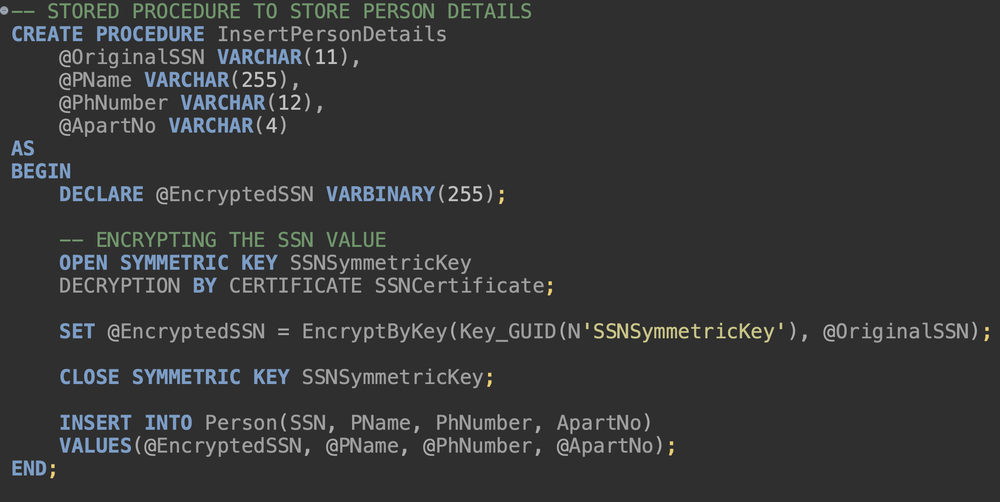 -- STORED PROCEDURE TO STORE PERSON DETAILS
CREATE PROCEDURE InsertPersonDetails
    @OriginalSSN VARCHAR(11),
    @PName VARCHAR(255),
    @PhNumber VARCHAR(12),
    @ApartNo VARCHAR(4)
AS
BEGIN
    DECLARE @EncryptedSSN VARBINARY(255);

    -- ENCRYPTING THE SSN VALUE
    OPEN SYMMETRIC KEY SSNSymmetricKey
    DECRYPTION BY CERTIFICATE SSNCertificate;

    SET @EncryptedSSN = EncryptByKey(Key_GUID(N'SSNSymmetricKey'), @OriginalSSN);

    CLOSE SYMMETRIC KEY SSNSymmetricKey;

    INSERT INTO Person(SSN, PName, PhNumber, ApartNo)
    VALUES(@EncryptedSSN, @PName, @PhNumber, @ApartNo);
END;